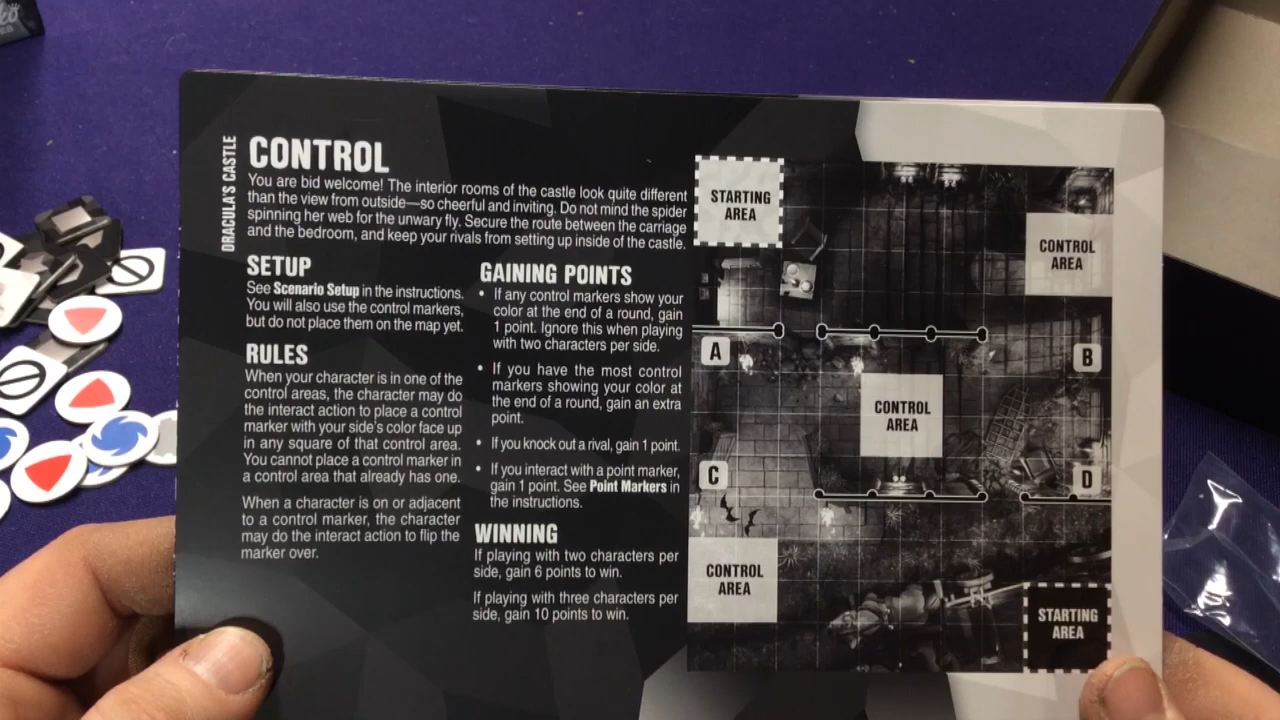 DRACULA'S CASTLE
CONTROL
You are bid welcome! The interior rooms of the castle look quite different
than the view from outside—so cheerful and inviting. Do not mind the spider
spinning her web for the unwary fly. Secure the route between the carriage
and the bedroom, and keep your rivals from setting up inside of the castle.
SETUP
See Scenario Setup in the instructions.
You will also use the control markers,
but do not place them on the map yet.
RULES
When your character is in one of the
control areas, the character may do
the interact action to place a control
marker with your side's color face up
in any square of that control area.
You cannot place a control marker in
a control area that already has one.
When a character is on or adjacent
to a control marker, the character
may do the interact action to flip the
marker over.
GAINING POINTS
• If any control markers show your
color at the end of a round, gain
1 point. Ignore this when playing
with two characters per side.
• If you have the most control
markers showing your color at
the end of a round, gain an extra
point.
• If you knock out a rival, gain 1 point.
• If you interact with a point marker,
gain 1 point. See Point Markers in
the instructions.
WINNING
If playing with two characters per
side, gain 6 points to win.
If playing with three characters per
side, gain 10 points to win.
STARTING
AREA
CONTROL
AREA
A
B
CONTROL
AREA
C
D
CONTROL
AREA
STARTING
AREA